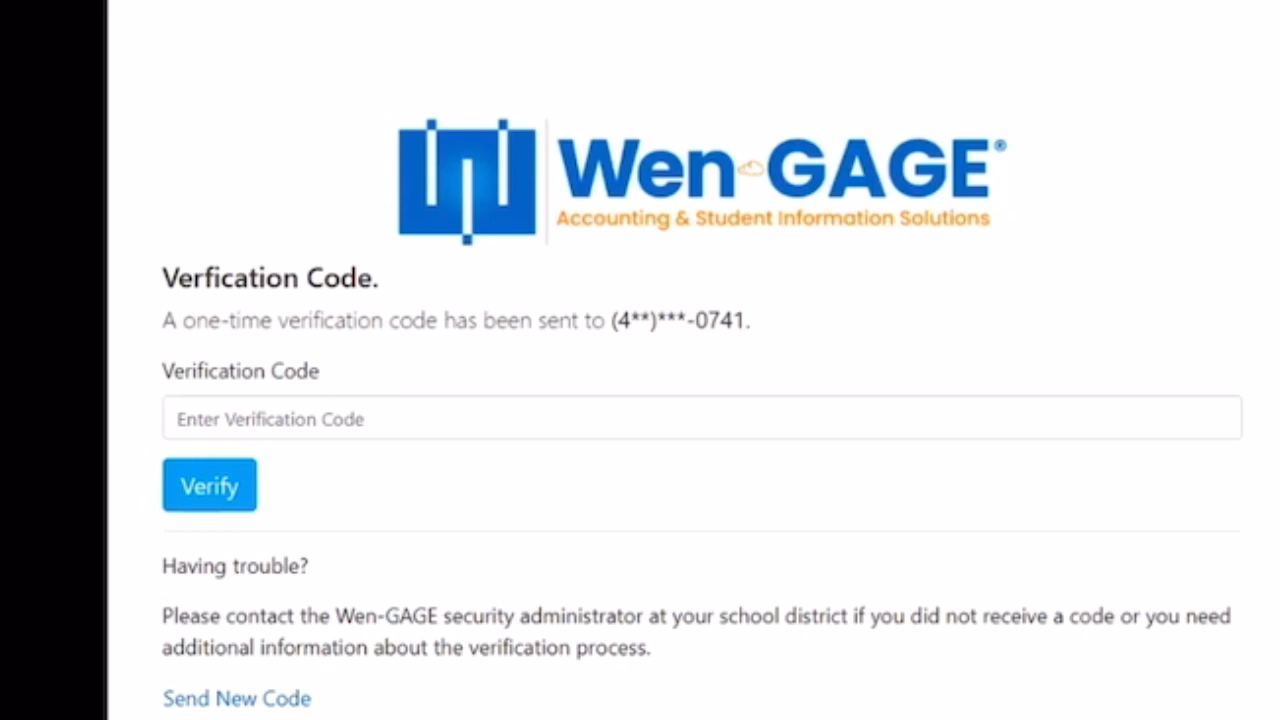 Wen-GAGE®
Accounting & Student Information Solutions
Verfication Code.
A one-time verification code has been sent to (4**)***-0741.
Verification Code
Enter Verification Code
Verify
Having trouble?
Please contact the Wen-GAGE security administrator at your school district if you did not receive a code or you need
additional information about the verification process.
Send New Code